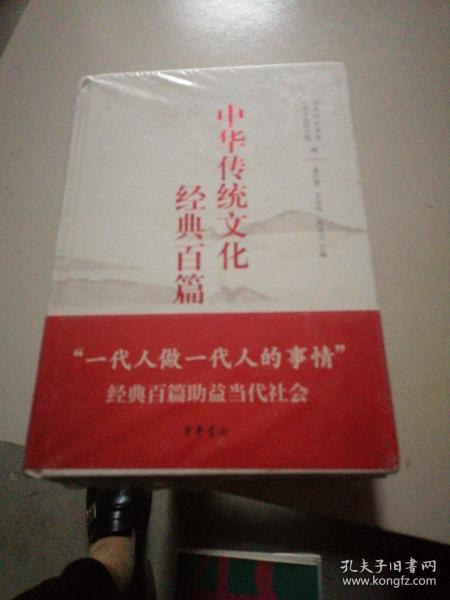 中华传统文化
经典百篇
“一代人做一代人的事情”
经典百篇助益当代社会
中华书局
孔夫子旧书网
www.kongfz.com